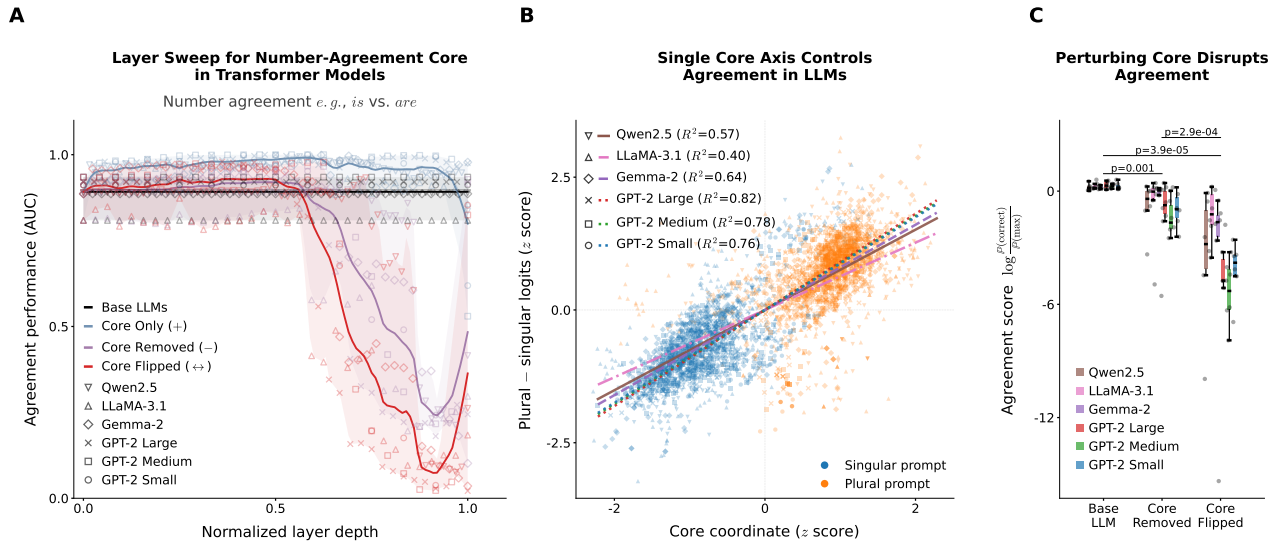 A
Layer Sweep for Number-Agreement Core
in Transformer Models
Number agreement e.g., is vs. are
Agreement performance (AUC)
1.0
0.5
0.0
Base LLMs
Core Only (+)
Core Removed (−)
Core Flipped (↔)
Qwen2.5
LLaMA-3.1
Gemma-2
GPT-2 Large
GPT-2 Medium
GPT-2 Small
0.0
0.5
1.0
Normalized layer depth
B
Single Core Axis Controls
Agreement in LLMs
Plural − singular logits (z score)
2.5
0.0
-2.5
Qwen2.5 (R²=0.57)
LLaMA-3.1 (R²=0.40)
Gemma-2 (R²=0.64)
GPT-2 Large (R²=0.82)
GPT-2 Medium (R²=0.78)
GPT-2 Small (R²=0.76)
Singular prompt
Plural prompt
-2
0
2
Core coordinate (z score)
C
Perturbing Core Disrupts
Agreement
Agreement score log P(correct)/P(max)
0
-6
-12
p=2.9e-04
p=3.9e-05
p=0.001
Qwen2.5
LLaMA-3.1
Gemma-2
GPT-2 Large
GPT-2 Medium
GPT-2 Small
Base
LLM
Core
Removed
Core
Flipped